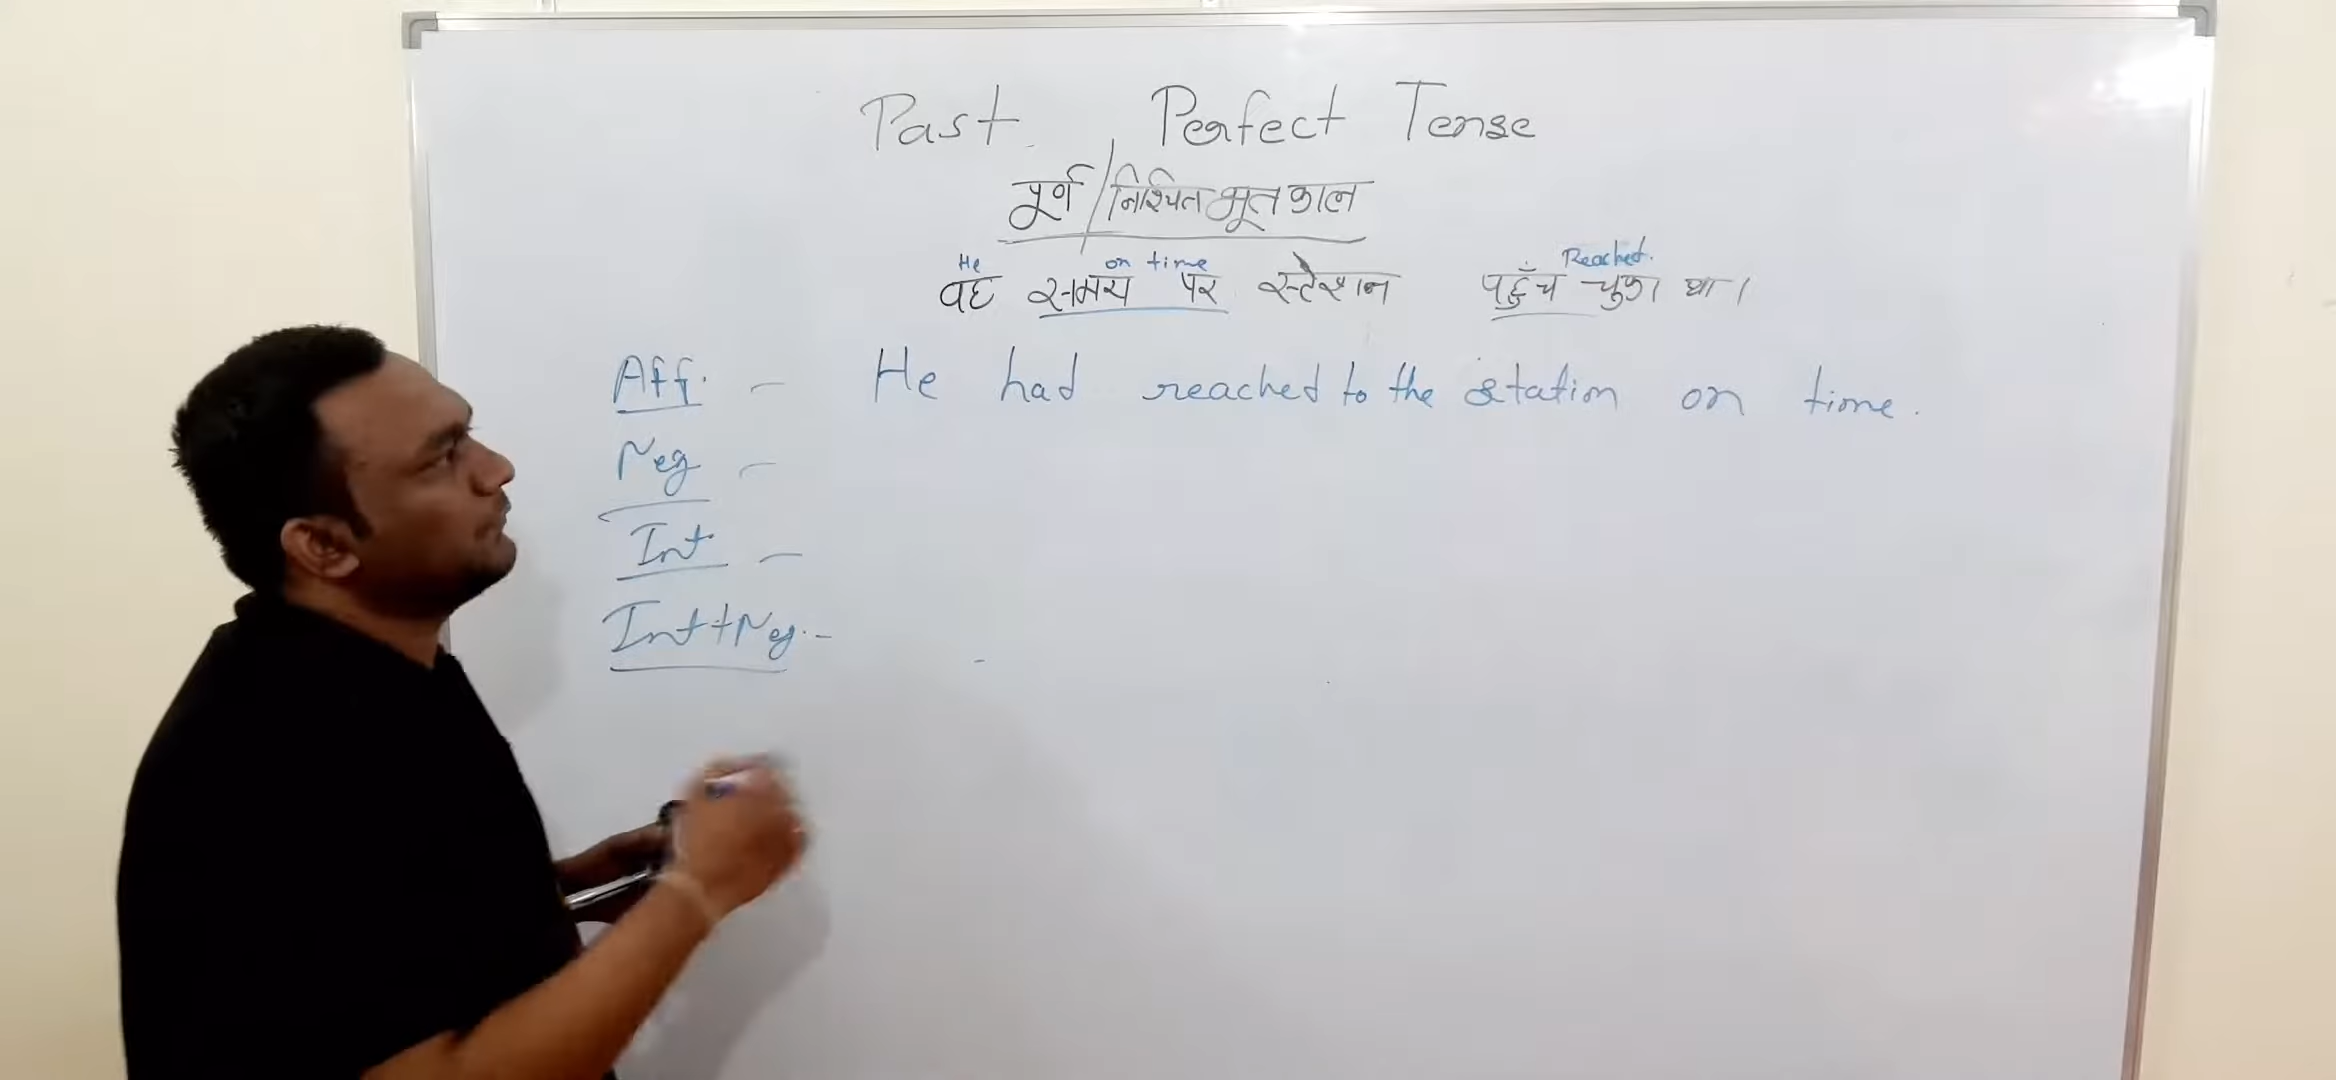 Past Perfect Tense
पूर्ण / निश्चित भूतकाल
He on time Reached.
वह समय पर स्टेशन पहुँच चुका था।
Aff. - He had reached to the station on time.
Neg -
Int -
Int+Neg. -